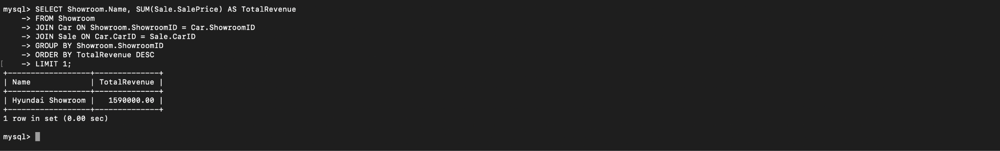 mysql> SELECT Showroom.Name, SUM(Sale.SalePrice) AS TotalRevenue
    -> FROM Showroom
    -> JOIN Car ON Showroom.ShowroomID = Car.ShowroomID
    -> JOIN Sale ON Car.CarID = Sale.CarID
    -> GROUP BY Showroom.ShowroomID
    -> ORDER BY TotalRevenue DESC
[    -> LIMIT 1;
+------------------+--------------+
| Name             | TotalRevenue |
+------------------+--------------+
| Hyundai Showroom |   1590000.00 |
+------------------+--------------+
1 row in set (0.00 sec)

mysql>